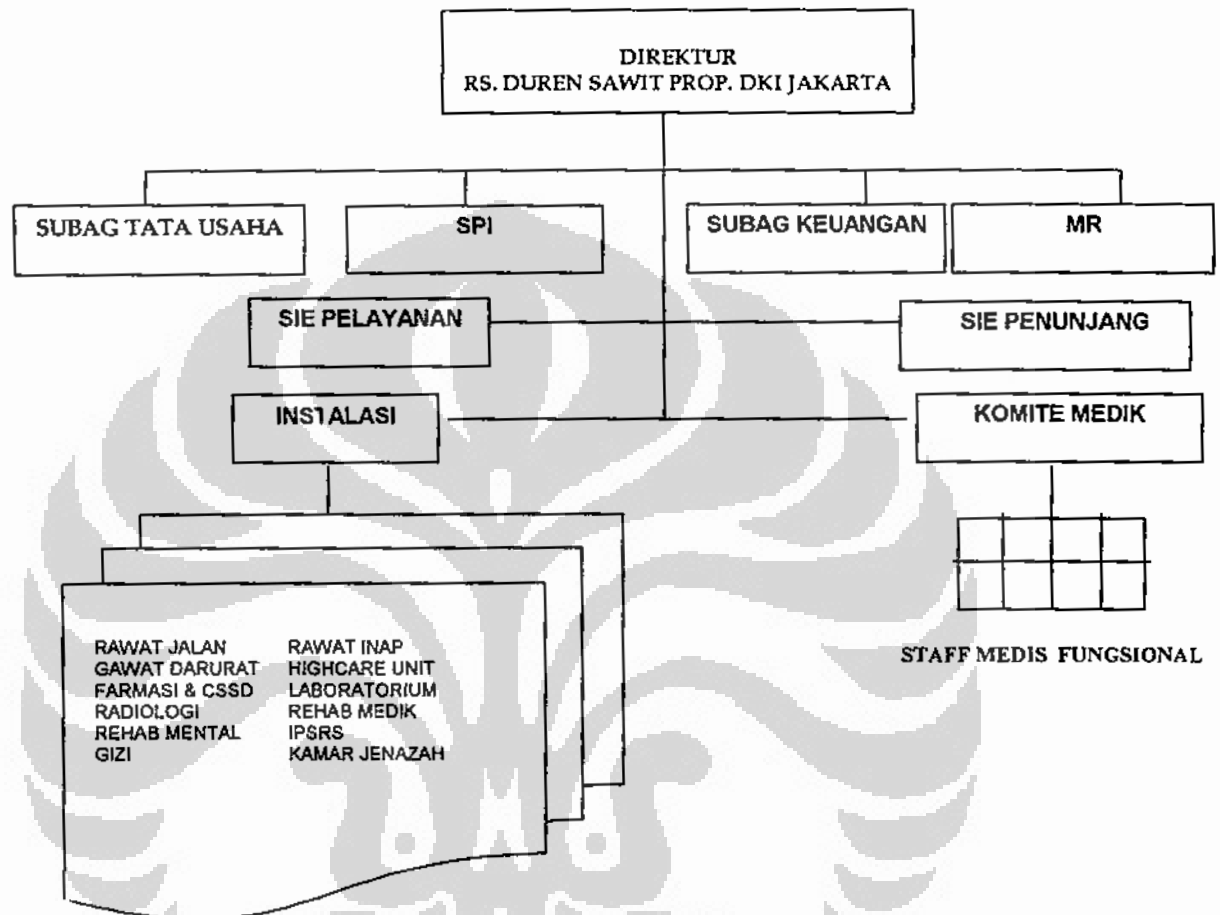 DIREKTUR
RS. DUREN SAWIT PROP. DKI JAKARTA
SUBAG TATA USAHA
SPI
SUBAG KEUANGAN
MR
SIE PELAYANAN
SIE PENUNJANG
INSTALASI
KOMITE MEDIK
RAWAT JALAN
GAWAT DARURAT
FARMASI & CSSD
RADIOLOGI
REHAB MENTAL
GIZI
RAWAT INAP
HIGHCARE UNIT
LABORATORIUM
REHAB MEDIK
IPSRS
KAMAR JENAZAH
STAFF MEDIS FUNGSIONAL